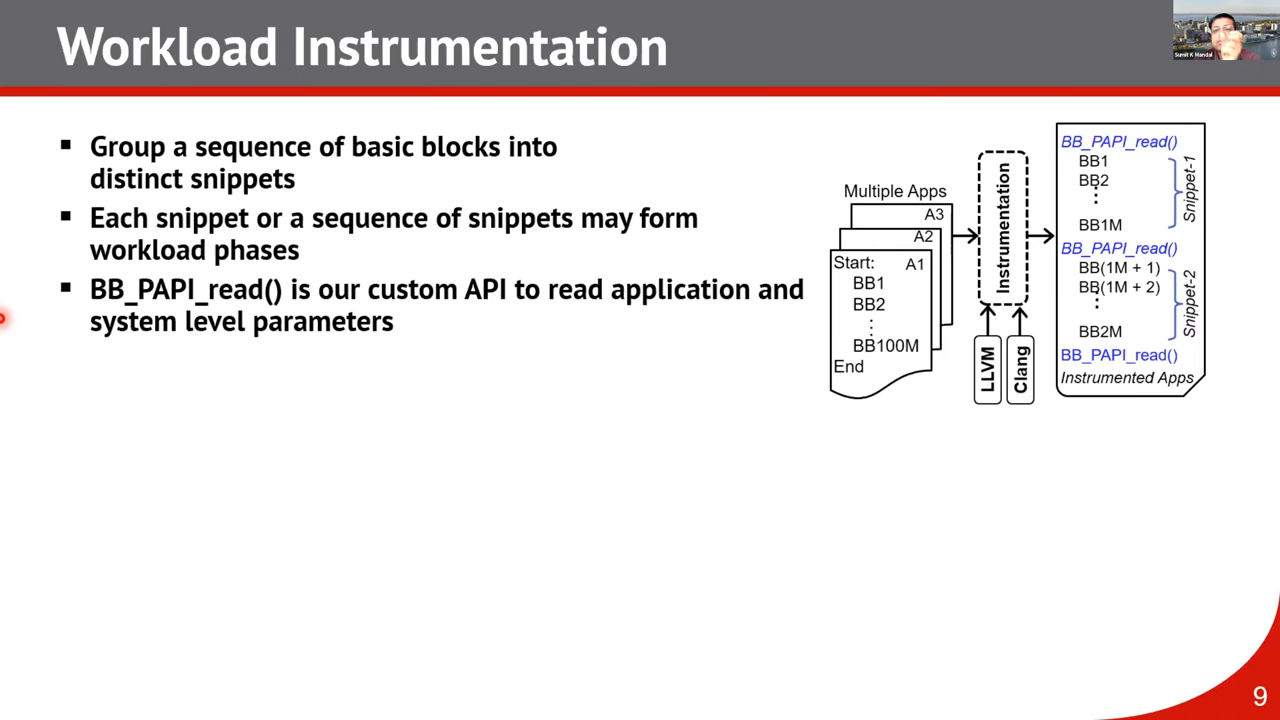 Workload Instrumentation
Sumit K Mandal
▪ Group a sequence of basic blocks into
distinct snippets
▪ Each snippet or a sequence of snippets may form
workload phases
▪ BB_PAPI_read() is our custom API to read application and
system level parameters
Multiple Apps
A3
A2
Start: A1
BB1
BB2
⋮
BB100M
End
Instrumentation
LLVM
Clang
BB_PAPI_read()
BB1
BB2
⋮
BB1M
Snippet-1
BB_PAPI_read()
BB(1M + 1)
BB(1M + 2)
⋮
BB2M
Snippet-2
BB_PAPI_read()
Instrumented Apps
9